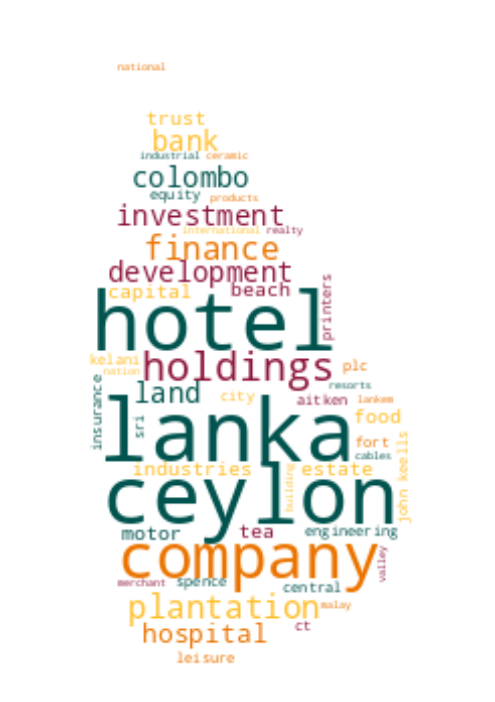 national
trust
bank
industrial ceramic
colombo
equity products
investment
international realty
finance
development
capital beach
printers
hotel
kelani holdings plc
nation
resorts
insurance
land city aitken lankem
sri lanka food
fort
cables
john keells
industries building estate
ceylon
motor tea engineering
company
valley
merchant spence central
plantation malay
hospital ct
leisure